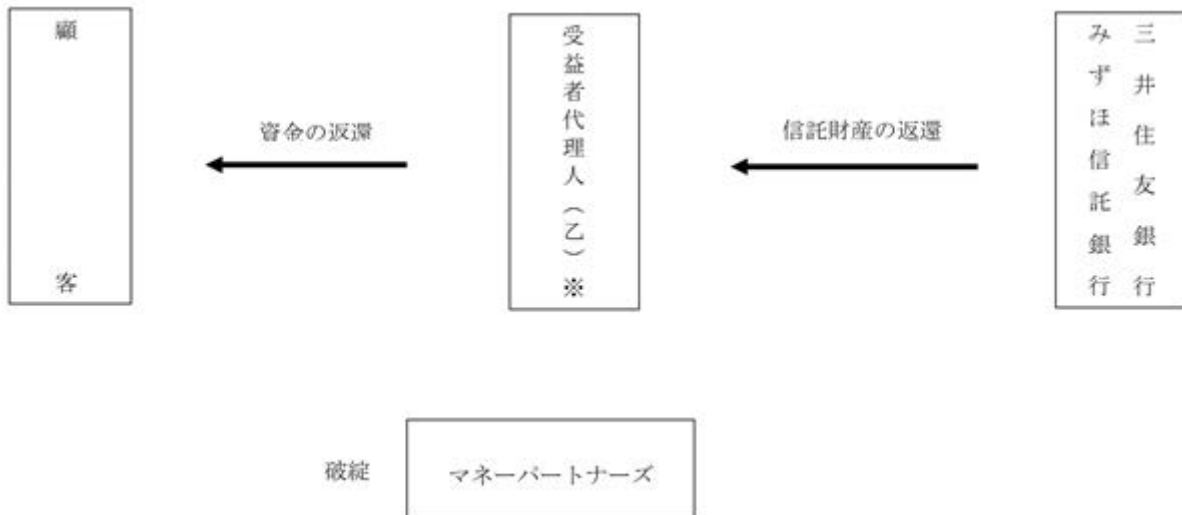 顧客
資金の返還
受益者代理人（乙）※
信託財産の返還
三井住友銀行
みずほ信託銀行
破綻
マネーパートナーズ